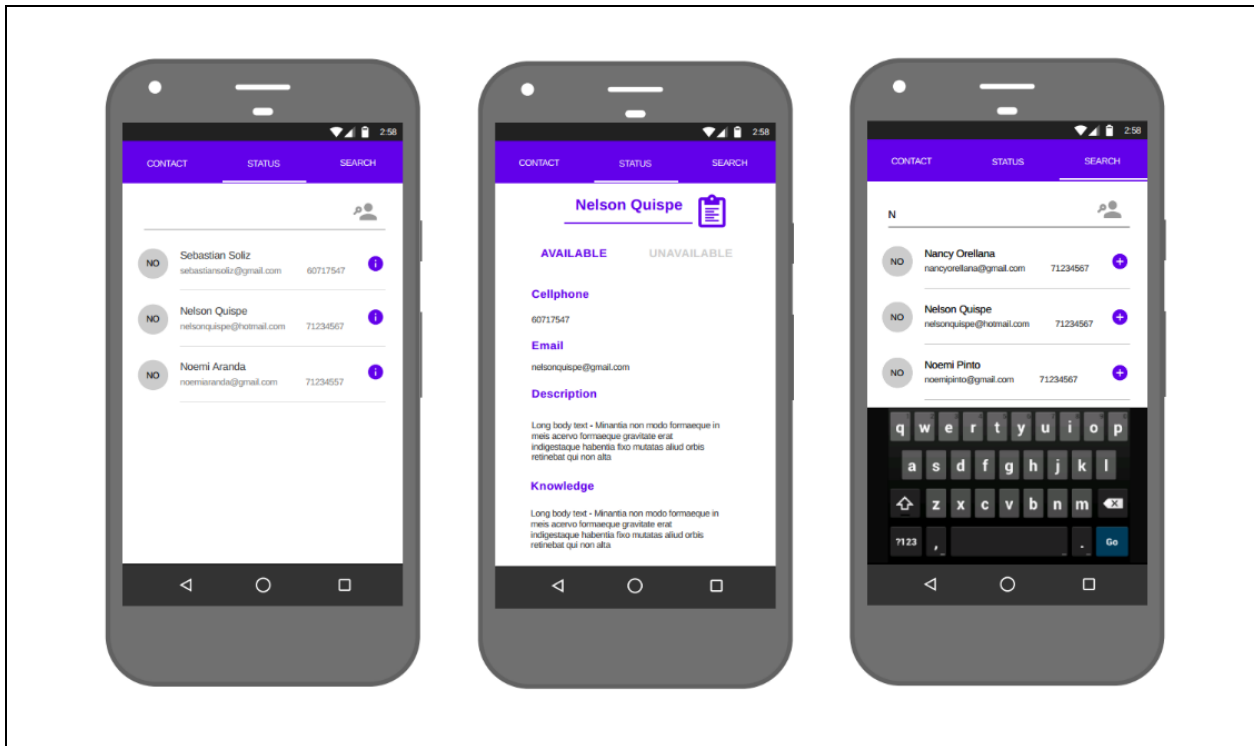 2:58
CONTACT STATUS SEARCH
NO
Sebastian Soliz
sebastiansoliz@gmail.com 60717547
NO
Nelson Quispe
nelsonquispe@hotmail.com 71234567
NO
Noemi Aranda
noemiaranda@gmail.com 71234557
2:58
CONTACT STATUS SEARCH
Nelson Quispe
AVAILABLE UNAVAILABLE
Cellphone
60717547
Email
nelsonquispe@gmail.com
Description
Long body text - Minantia non modo formaeque in
meis acervo formaeque gravitate erat
indigestaque habentia fixo mutatas aliud orbis
retinebat qui non alta
Knowledge
Long body text - Minantia non modo formaeque in
meis acervo formaeque gravitate erat
indigestaque habentia fixo mutatas aliud orbis
retinebat qui non alta
2:58
CONTACT STATUS SEARCH
N
NO
Nancy Orellana
nancyorellana@gmail.com 71234567
NO
Nelson Quispe
nelsonquispe@hotmail.com 71234567
NO
Noemi Pinto
noemipinto@gmail.com 71234567
q w e r t y u i o p
a s d f g h j k l
z x c v b n m
?123 , . Go